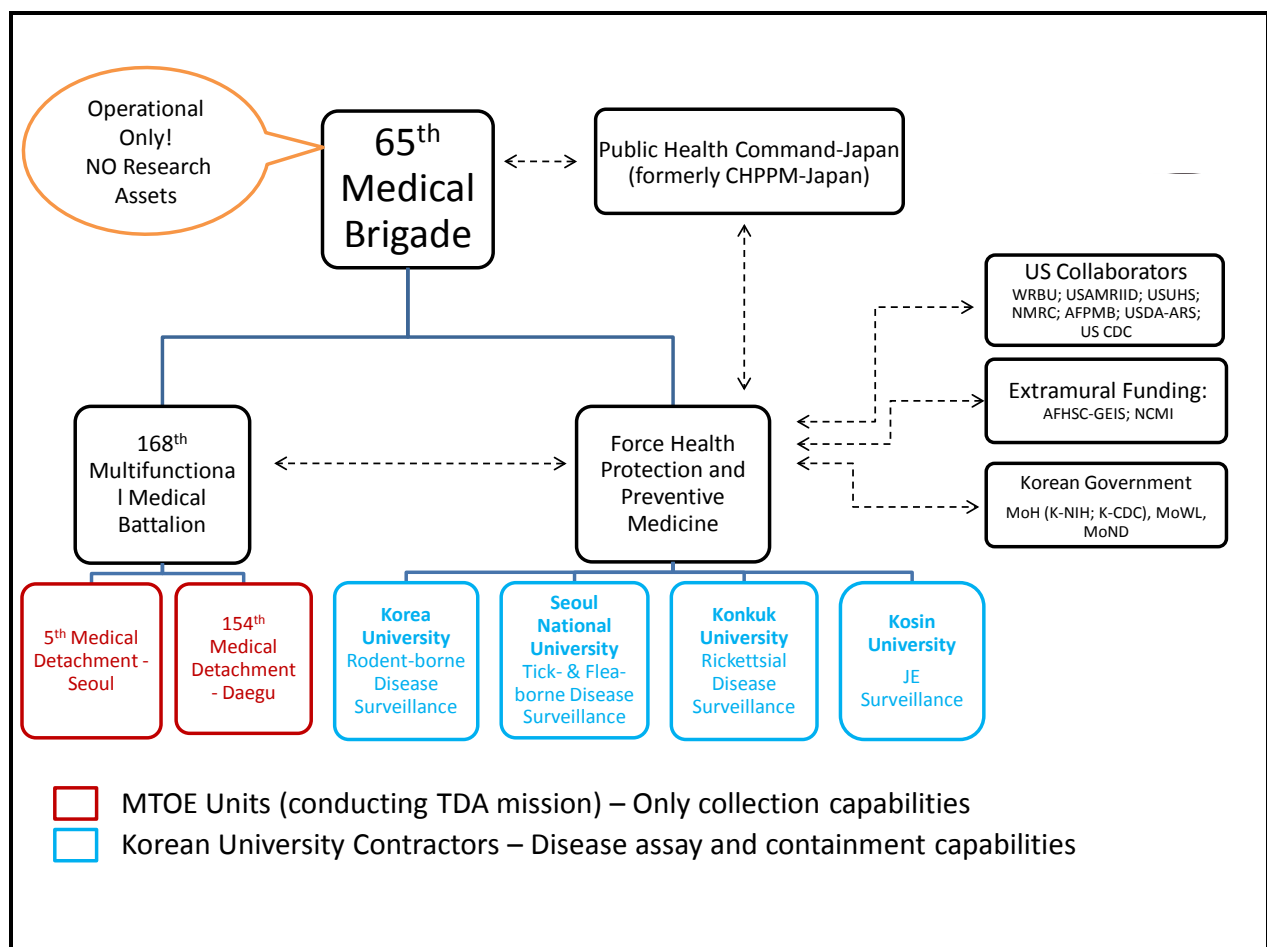 Operational
Only!
NO Research
Assets
65th
Medical
Brigade
Public Health Command-Japan
(formerly CHPPM-Japan)
US Collaborators
WRBU; USAMRIID; USUHS;
NMRC; AFPMB; USDA-ARS;
US CDC
Extramural Funding:
AFHSC-GEIS; NCMI
Korean Government
MoH (K-NIH; K-CDC), MoWL,
MoND
168th
Multifunctiona
l Medical
Battalion
Force Health
Protection and
Preventive
Medicine
5th Medical
Detachment -
Seoul
154th
Medical
Detachment
- Daegu
Korea
University
Rodent-borne
Disease
Surveillance
Seoul
National
University
Tick- & Flea-
borne Disease
Surveillance
Konkuk
University
Rickettsial
Disease
Surveillance
Kosin
University
JE
Surveillance
MTOE Units (conducting TDA mission) – Only collection capabilities
Korean University Contractors – Disease assay and containment capabilities